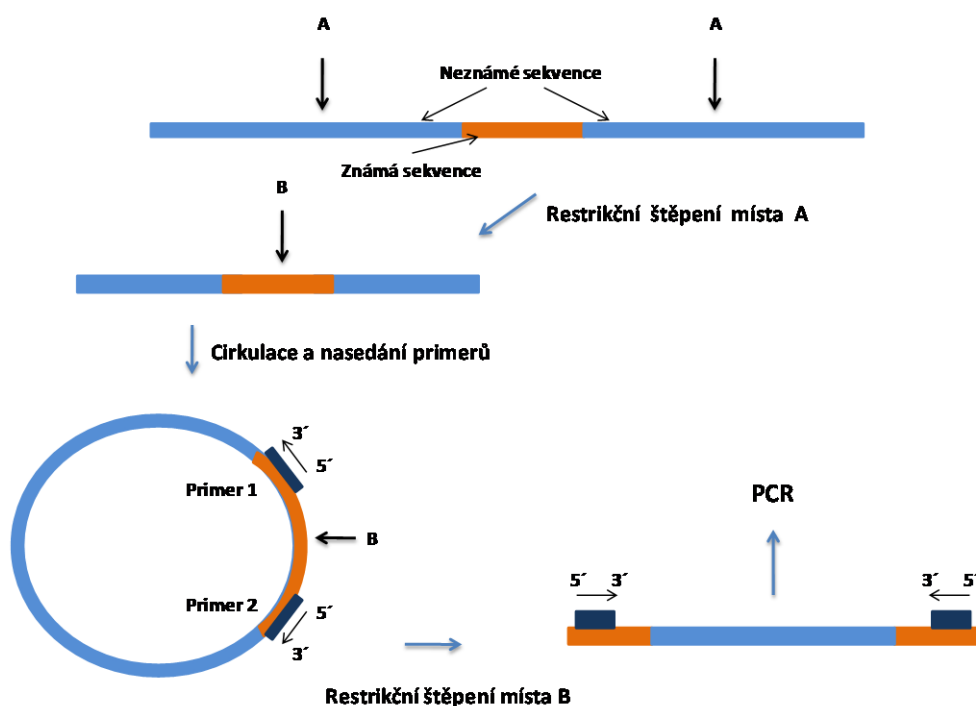 A
A
Neznámé sekvence
Známá sekvence
B
Restrikční štěpení místa A
Cirkulace a nasedání primerů
3´
5´
Primer 1
B
Primer 2
5´
3´
Restrikční štěpení místa B
PCR
5´ 3´
3´ 5´